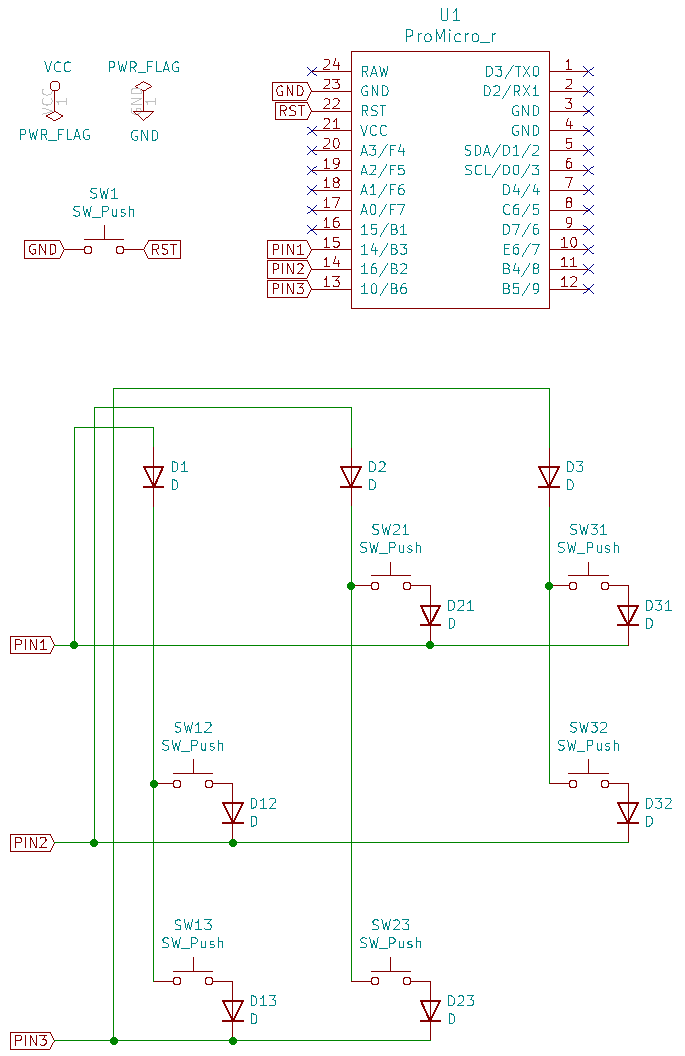 U1
ProMicro_r
VCC
VCC
1
PWR_FLAG
PWR_FLAG
GND
1
GND
24 RAW
GND 23 GND
RST 22 RST
21 VCC
20 A3/F4
19 A2/F5
18 A1/F6
17 A0/F7
16 15/B1
PIN1 15 14/B3
PIN2 14 16/B2
PIN3 13 10/B6
D3/TX0 1
D2/RX1 2
GND 3
GND 4
SDA/D1/2 5
SCL/D0/3 6
D4/4 7
C6/5 8
D7/6 9
E6/7 10
B4/8 11
B5/9 12
SW1
SW_Push
GND RST
D1
D
D2
D
D3
D
SW21
SW_Push
D21
D
SW31
SW_Push
D31
D
PIN1
SW12
SW_Push
D12
D
SW32
SW_Push
D32
D
PIN2
SW13
SW_Push
D13
D
SW23
SW_Push
D23
D
PIN3